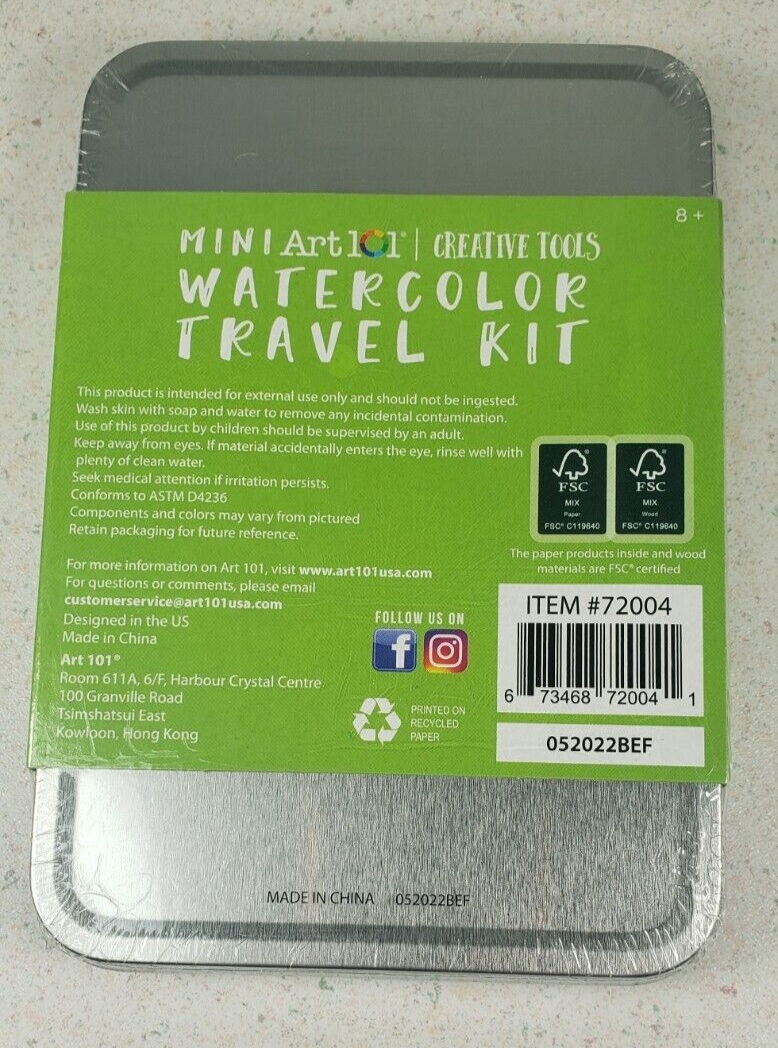 8 +
MINI Art 101® | CREATIVE TOOLS
WATERCOLOR
TRAVEL KIT
This product is intended for external use only and should not be ingested.
Wash skin with soap and water to remove any incidental contamination.
Use of this product by children should be supervised by an adult.
Keep away from eyes. If material accidentally enters the eye, rinse well with
plenty of clean water.
Seek medical attention if irritation persists.
Conforms to ASTM D4236
Components and colors may vary from pictured
Retain packaging for future reference.
FSC
MIX
Paper
FSC® C119640
FSC
MIX
Wood
FSC® C119640
The paper products inside and wood
materials are FSC® certified
For more information on Art 101, visit www.art101usa.com
For questions or comments, please email
customerservice@art101usa.com
Designed in the US
Made in China
Art 101®
Room 611A, 6/F, Harbour Crystal Centre
100 Granville Road
Tsimshatsui East
Kowloon, Hong Kong
FOLLOW US ON
f
PRINTED ON
RECYCLED
PAPER
ITEM #72004
6 73468 72004 1
052022BEF
MADE IN CHINA 052022BEF